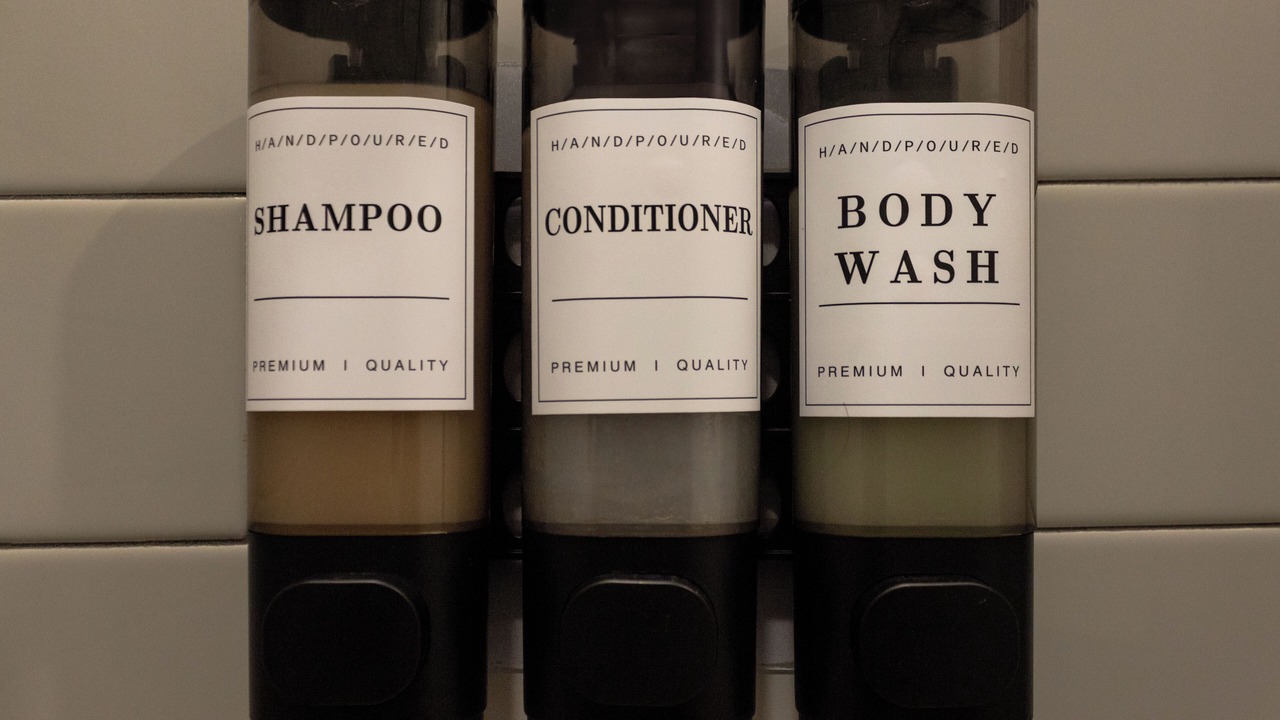 H/A/N/D/P/O/U/R/E/D
SHAMPOO
PREMIUM | QUALITY
H/A/N/D/P/O/U/R/E/D
CONDITIONER
PREMIUM | QUALITY
H/A/N/D/P/O/U/R/E/D
BODY
WASH
PREMIUM | QUALITY